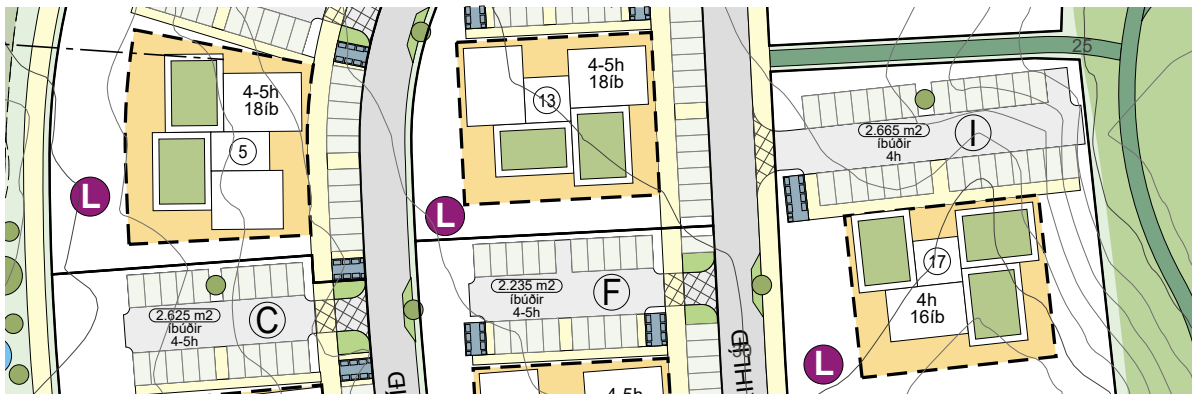 4-5h
18íb
5
L
2.625 m2
íbúðir
4-5h
C
4-5h
18íb
13
L
2.235 m2
íbúðir
4-5h
F
4-5h
25
2.665 m2
íbúðir
4h
I
17
4h
16íb
L